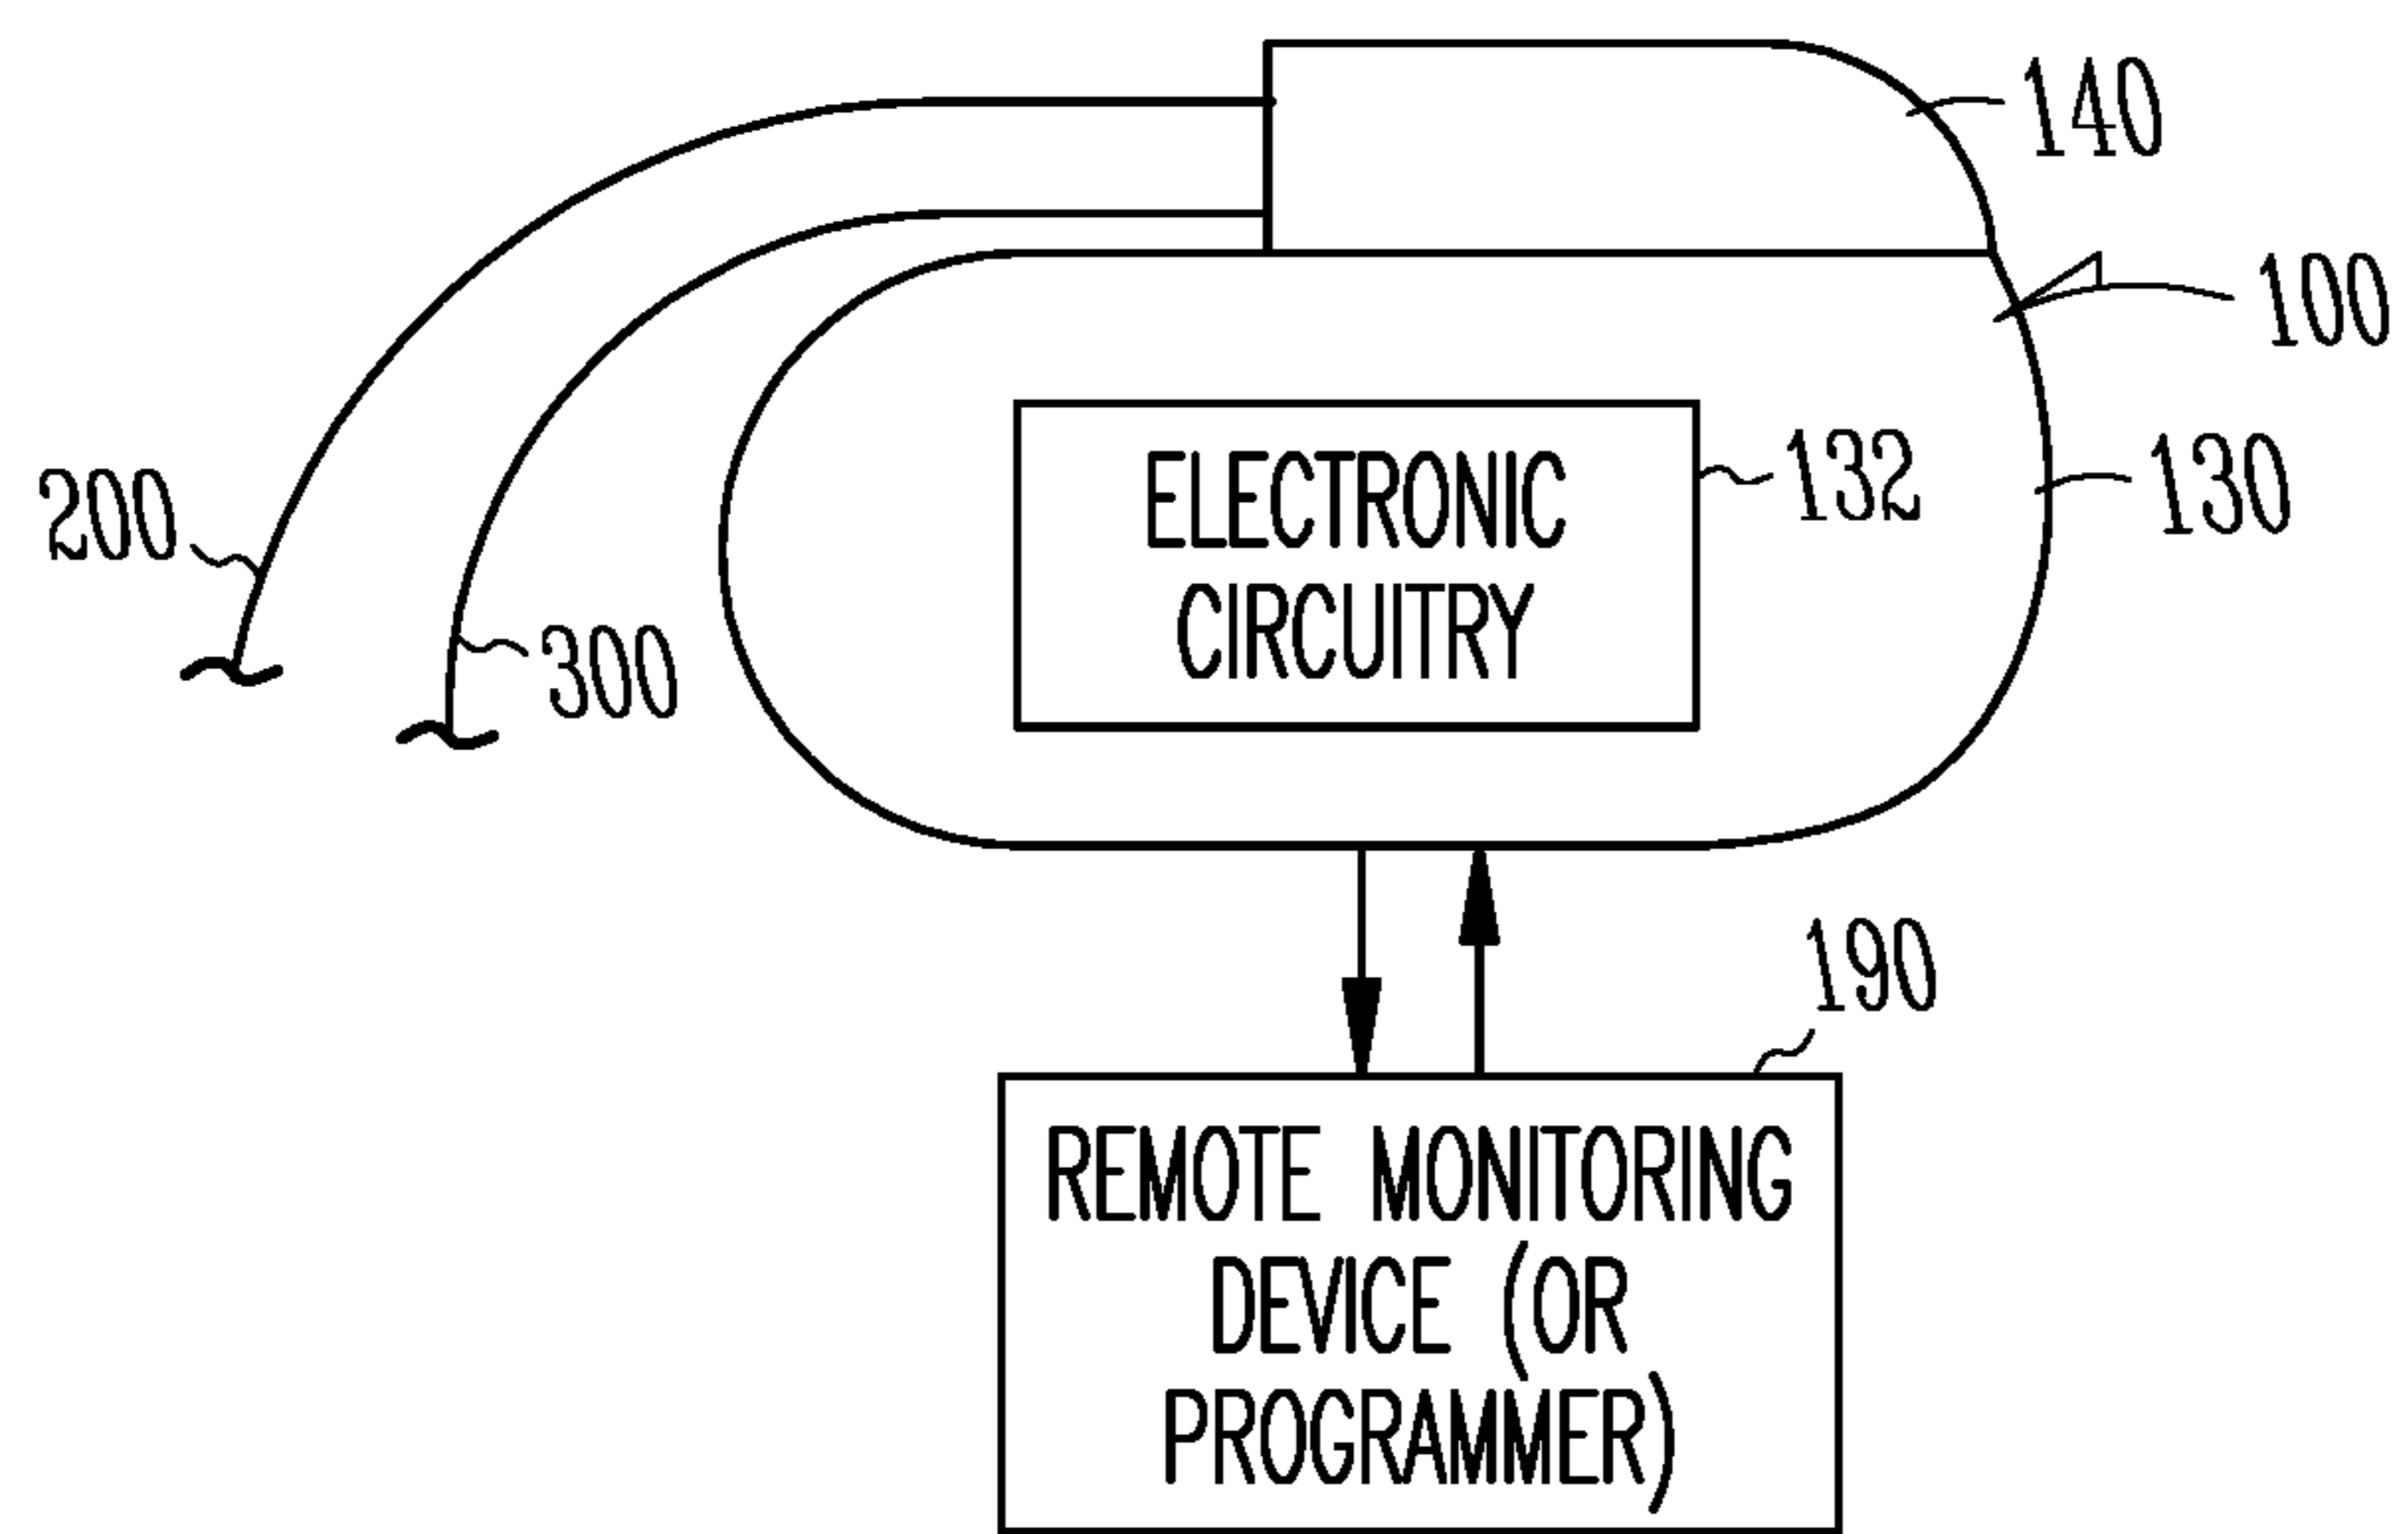 140
100
ELECTRONIC
CIRCUITRY
132
130
200
300
190
REMOTE MONITORING
DEVICE (OR
PROGRAMMER)